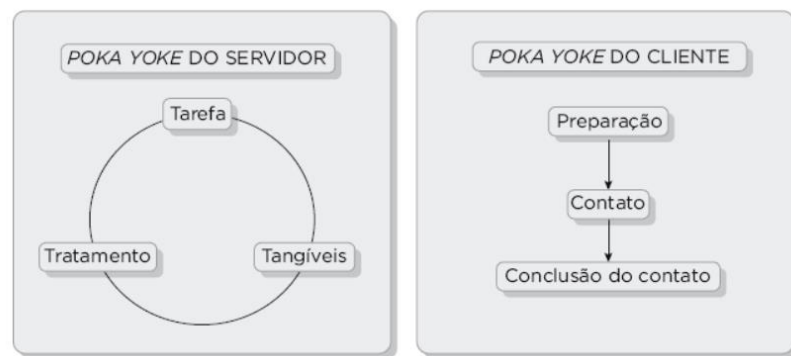 POKA YOKE DO SERVIDOR
Tarefa
Tratamento
Tangíveis
POKA YOKE DO CLIENTE
Preparação
Contato
Conclusão do contato